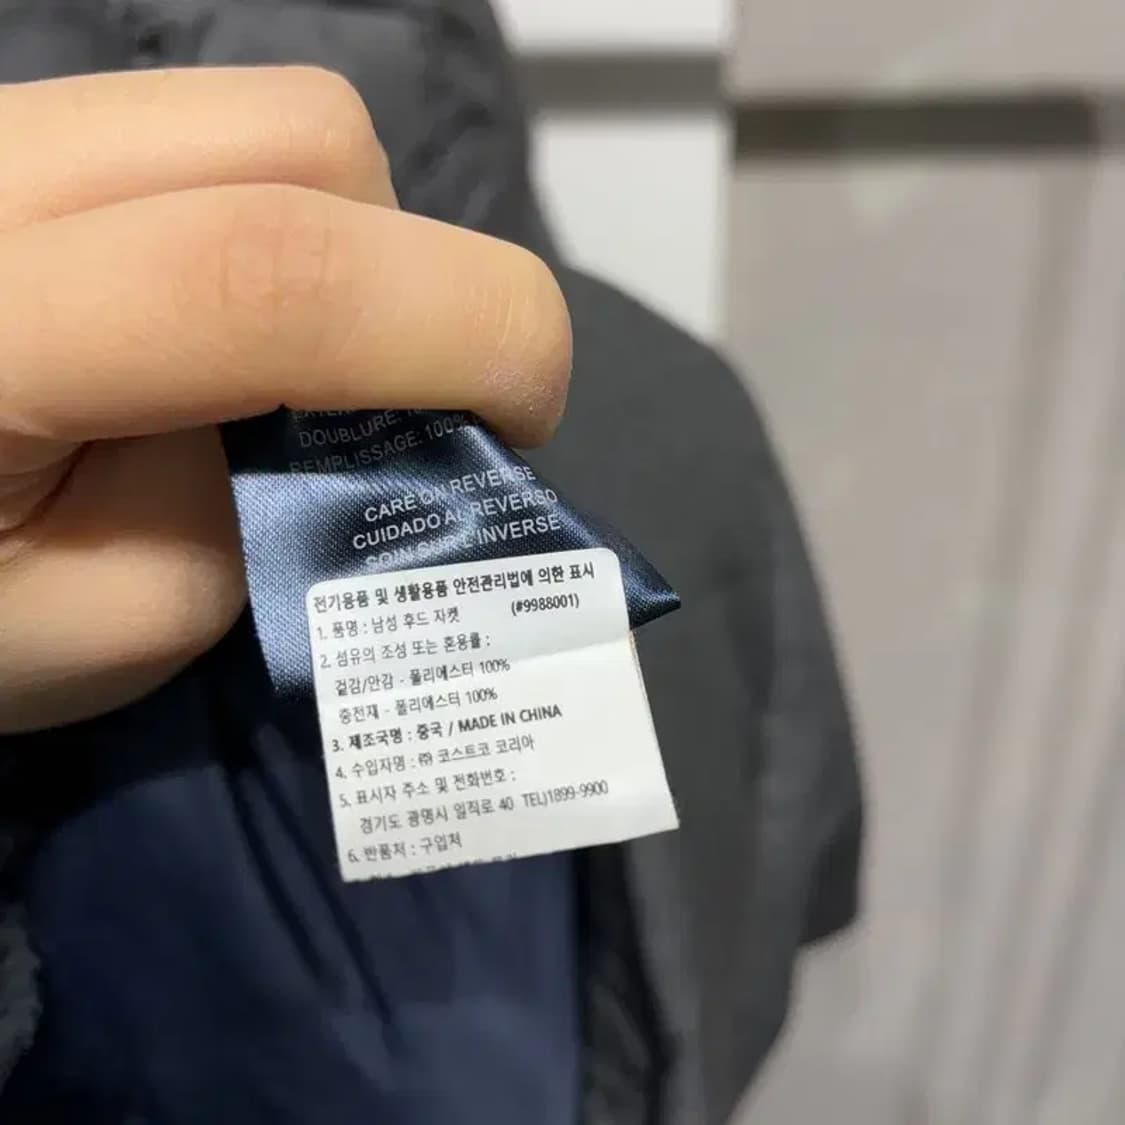 DOUBLURE:
REMPLISSAGE: 100%
CARE ON REVERSE
CUIDADO AL REVERSO
SOIN SUR L'INVERSE
전기용품 및 생활용품 안전관리법에 의한 표시
1. 품명 : 남성 후드 자켓 (#9988001)
2. 섬유의 조성 또는 혼용률 :
겉감/안감 - 폴리에스터 100%
충전재 - 폴리에스터 100%
3. 제조국명 : 중국 / MADE IN CHINA
4. 수입자명 : ㈜ 코스트코 코리아
5. 표시자 주소 및 전화번호 :
경기도 광명시 일직로 40 TEL)1899-9900
6. 반품처 : 구입처